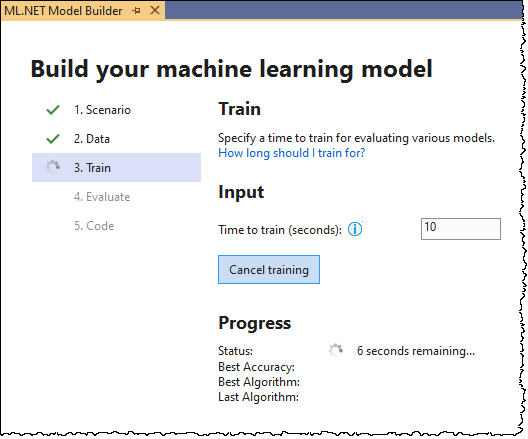 ML.NET Model Builder
Build your machine learning model
1. Scenario
2. Data
3. Train
4. Evaluate
5. Code
Train
Specify a time to train for evaluating various models.
How long should I train for?
Input
Time to train (seconds): 10
Cancel training
Progress
Status: 6 seconds remaining...
Best Accuracy:
Best Algorithm:
Last Algorithm: